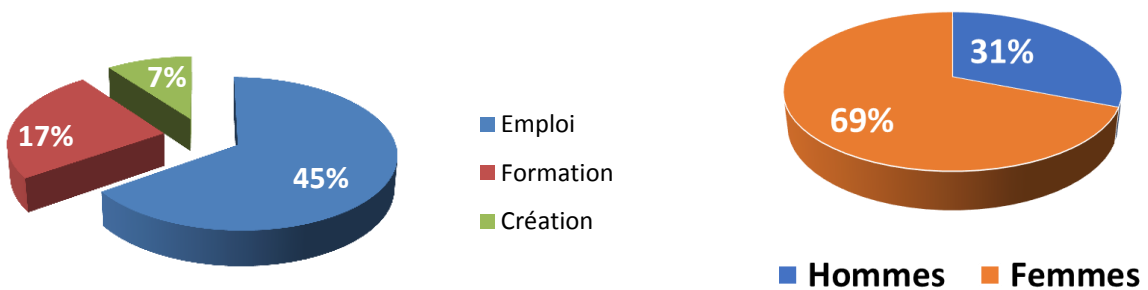 7%
17%
45%
Emploi
Formation
Création
31%
69%
Hommes
Femmes